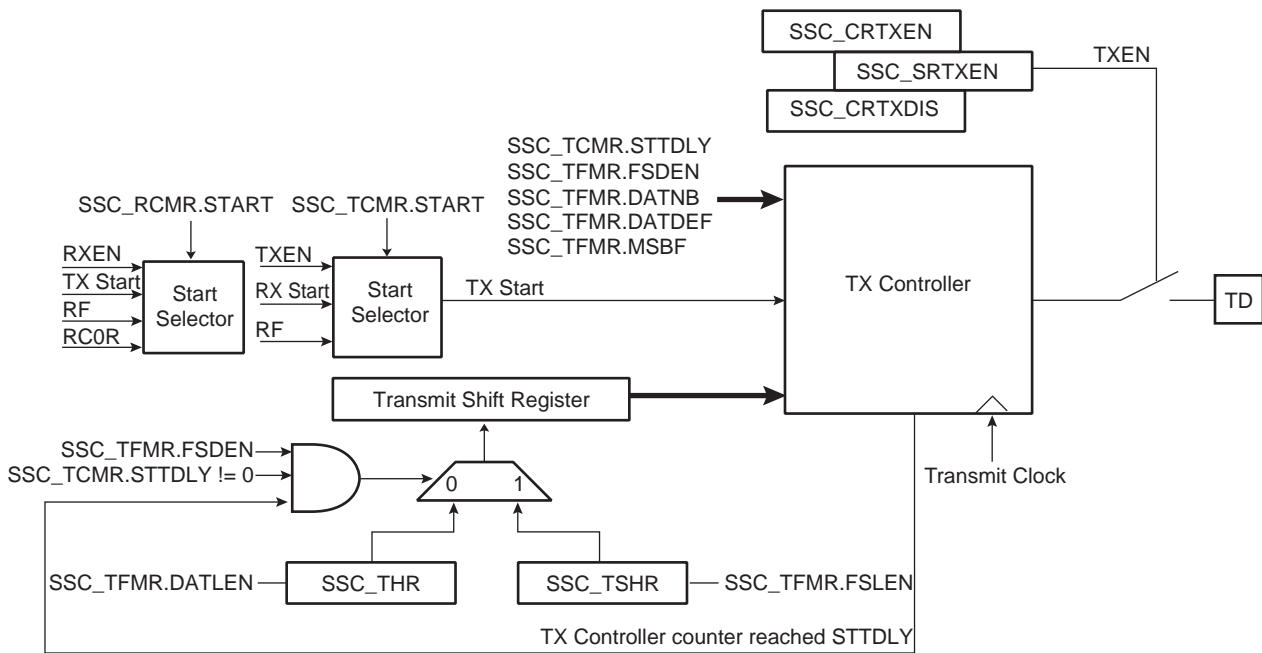 SSC_CRTXEN
SSC_SRTXEN
TXEN
SSC_CRTXDIS
SSC_TCMR.STTDLY
SSC_TFMR.FSDEN
SSC_TFMR.DATNB
SSC_TFMR.DATDEF
SSC_TFMR.MSBF
SSC_RCMR.START
SSC_TCMR.START
RXEN
TX Start
RF
RC0R
Start
Selector
TXEN
RX Start
RF
Start
Selector
TX Start
TX Controller
TD
Transmit Shift Register
SSC_TFMR.FSDEN
SSC_TCMR.STTDLY != 0
0
1
Transmit Clock
SSC_TFMR.DATLEN
SSC_THR
SSC_TSHR
SSC_TFMR.FSLEN
TX Controller counter reached STTDLY